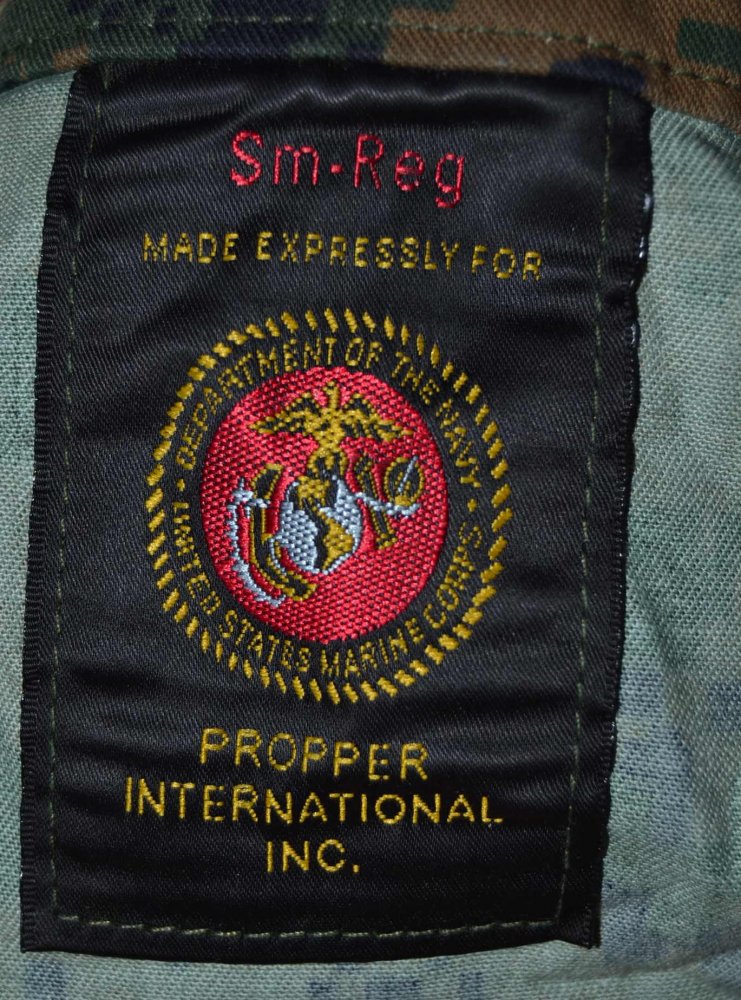 Sm-Reg
MADE EXPRESSLY FOR
DEPARTMENT OF THE NAVY
UNITED STATES MARINE CORPS
PROPPER
INTERNATIONAL
INC.